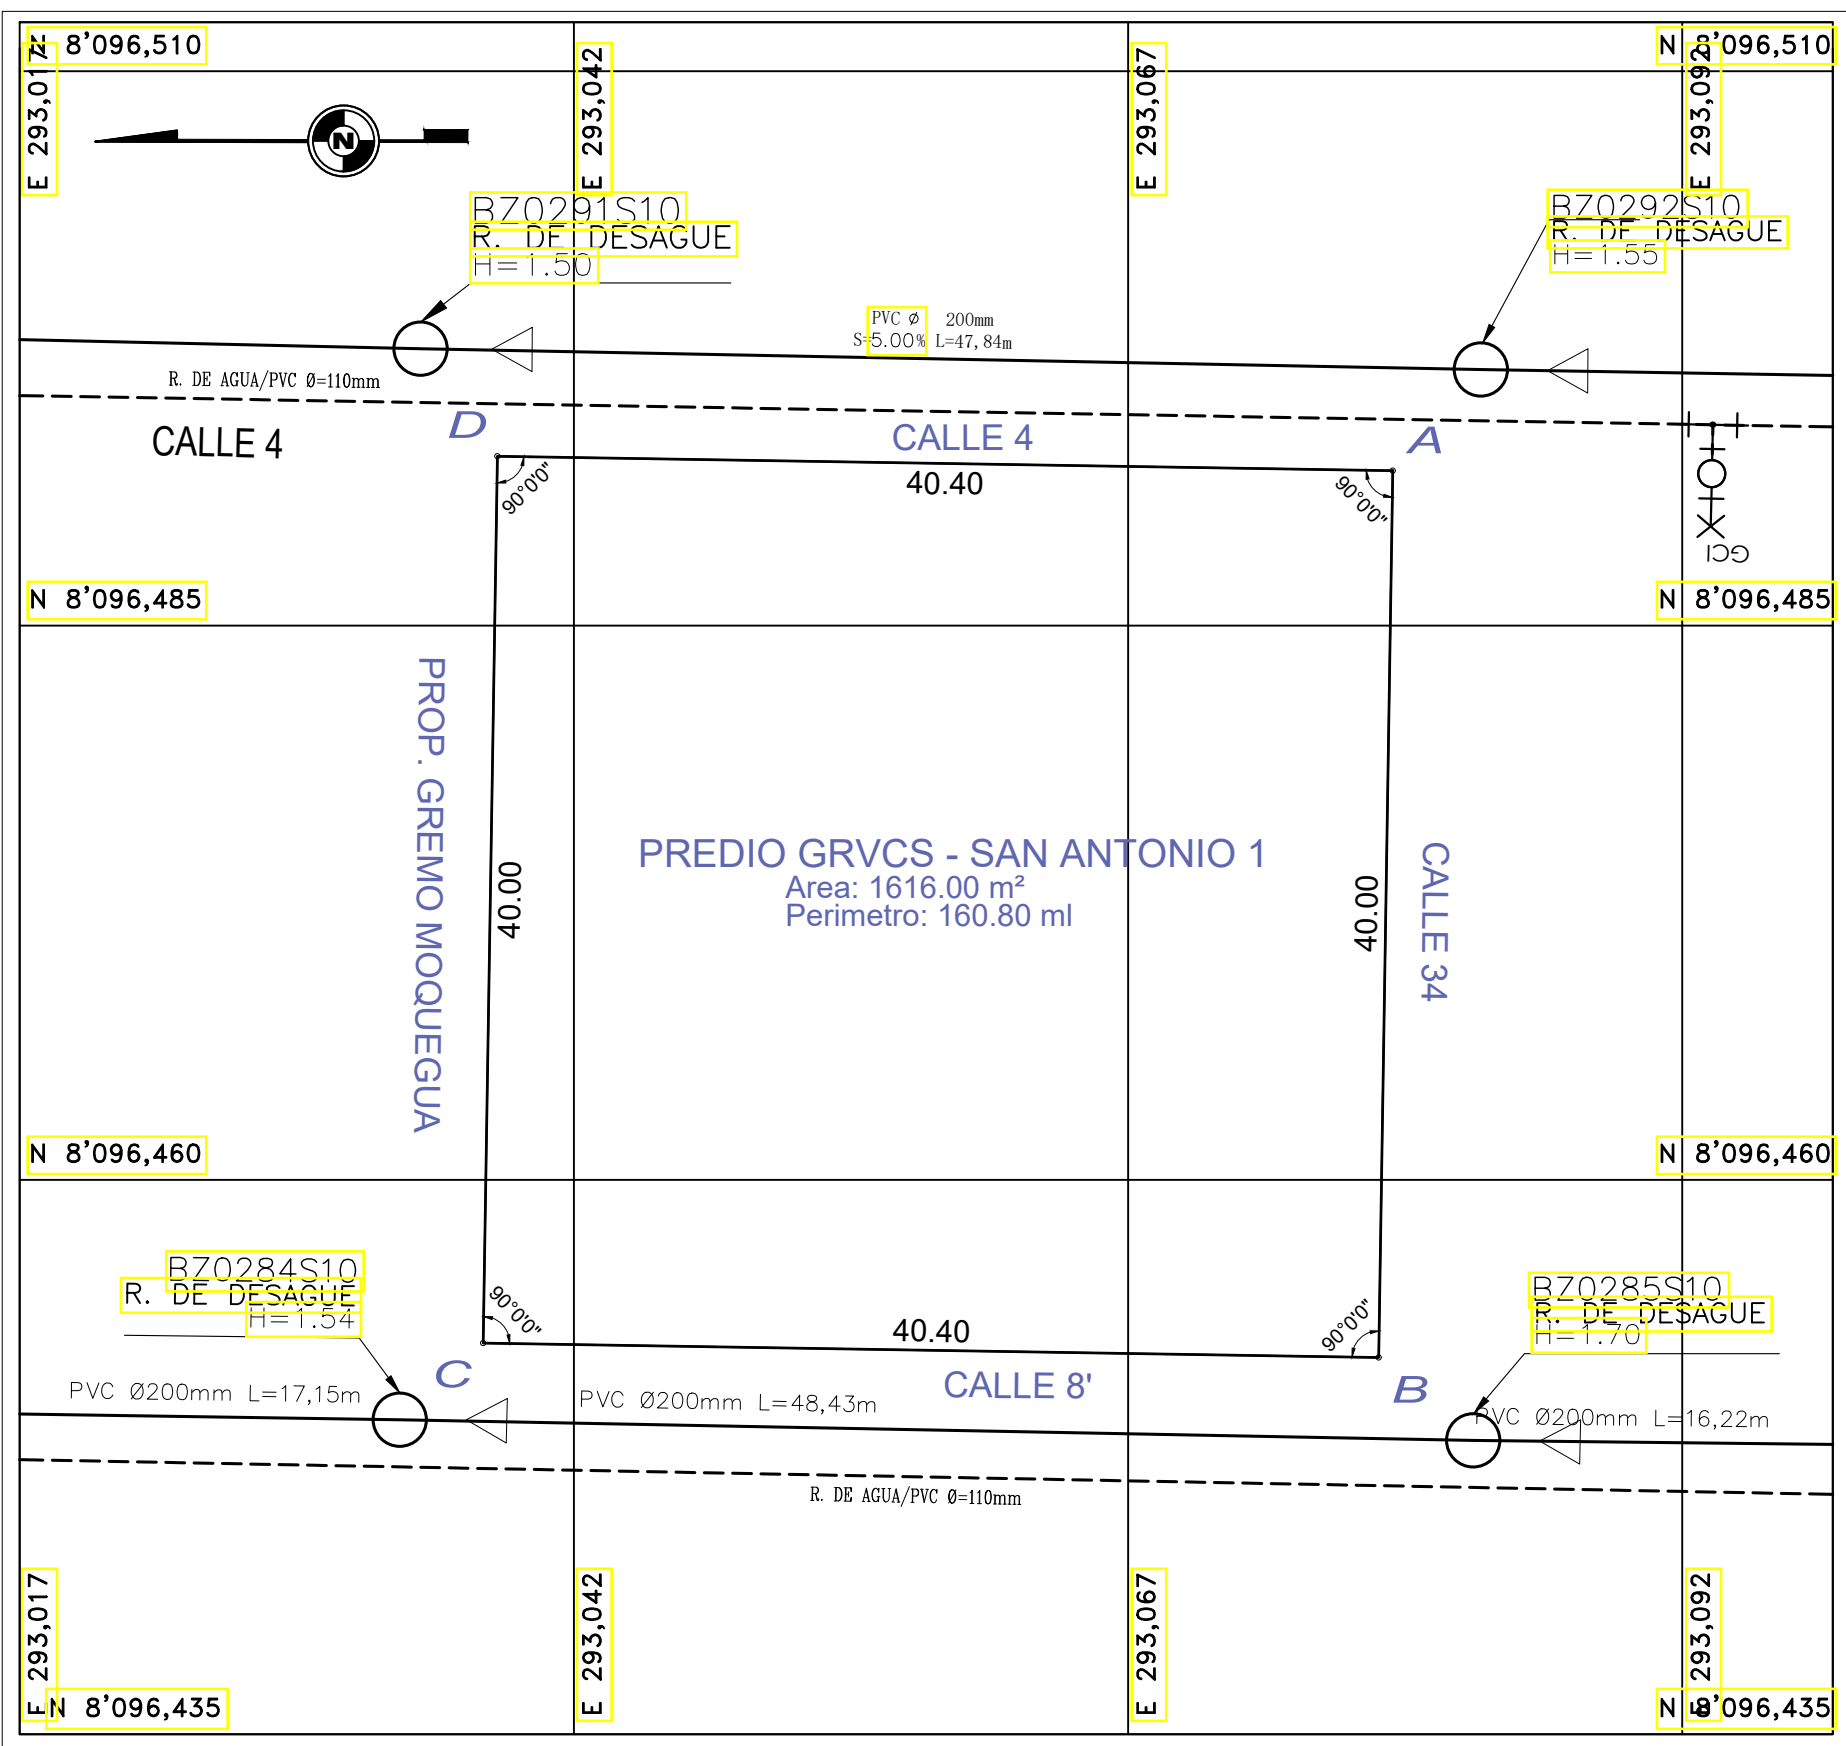 N 8'096,510
N 8'096,510
E 293,017
E 293,042
E 293,067
E 293,092
N
BZ0291S10
R. DE DESAGUE
H=1.50
BZ0292S10
R. DE DESAGUE
H=1.55
PVC Ø 200mm
S=5.00% L=47,84m
R. DE AGUA/PVC Ø=110mm
CALLE 4
D
CALLE 4
A
40.40
90°0'0"
90°0'0"
GCI
N 8'096,485
N 8'096,485
PROP. GREMO MOQUEGUA
40.00
PREDIO GRVCS - SAN ANTONIO 1
Area: 1616.00 m²
Perimetro: 160.80 ml
40.00
CALLE 34
N 8'096,460
N 8'096,460
BZ0284S10
R. DE DESAGUE
H=1.54
BZ0285S10
R. DE DESAGUE
H=1.70
90°0'0"
90°0'0"
40.40
C
CALLE 8'
B
PVC Ø200mm L=17,15m
PVC Ø200mm L=48,43m
PVC Ø200mm L=16,22m
R. DE AGUA/PVC Ø=110mm
E 293,017
E 293,042
E 293,067
E 293,092
N 8'096,435
N 8'096,435